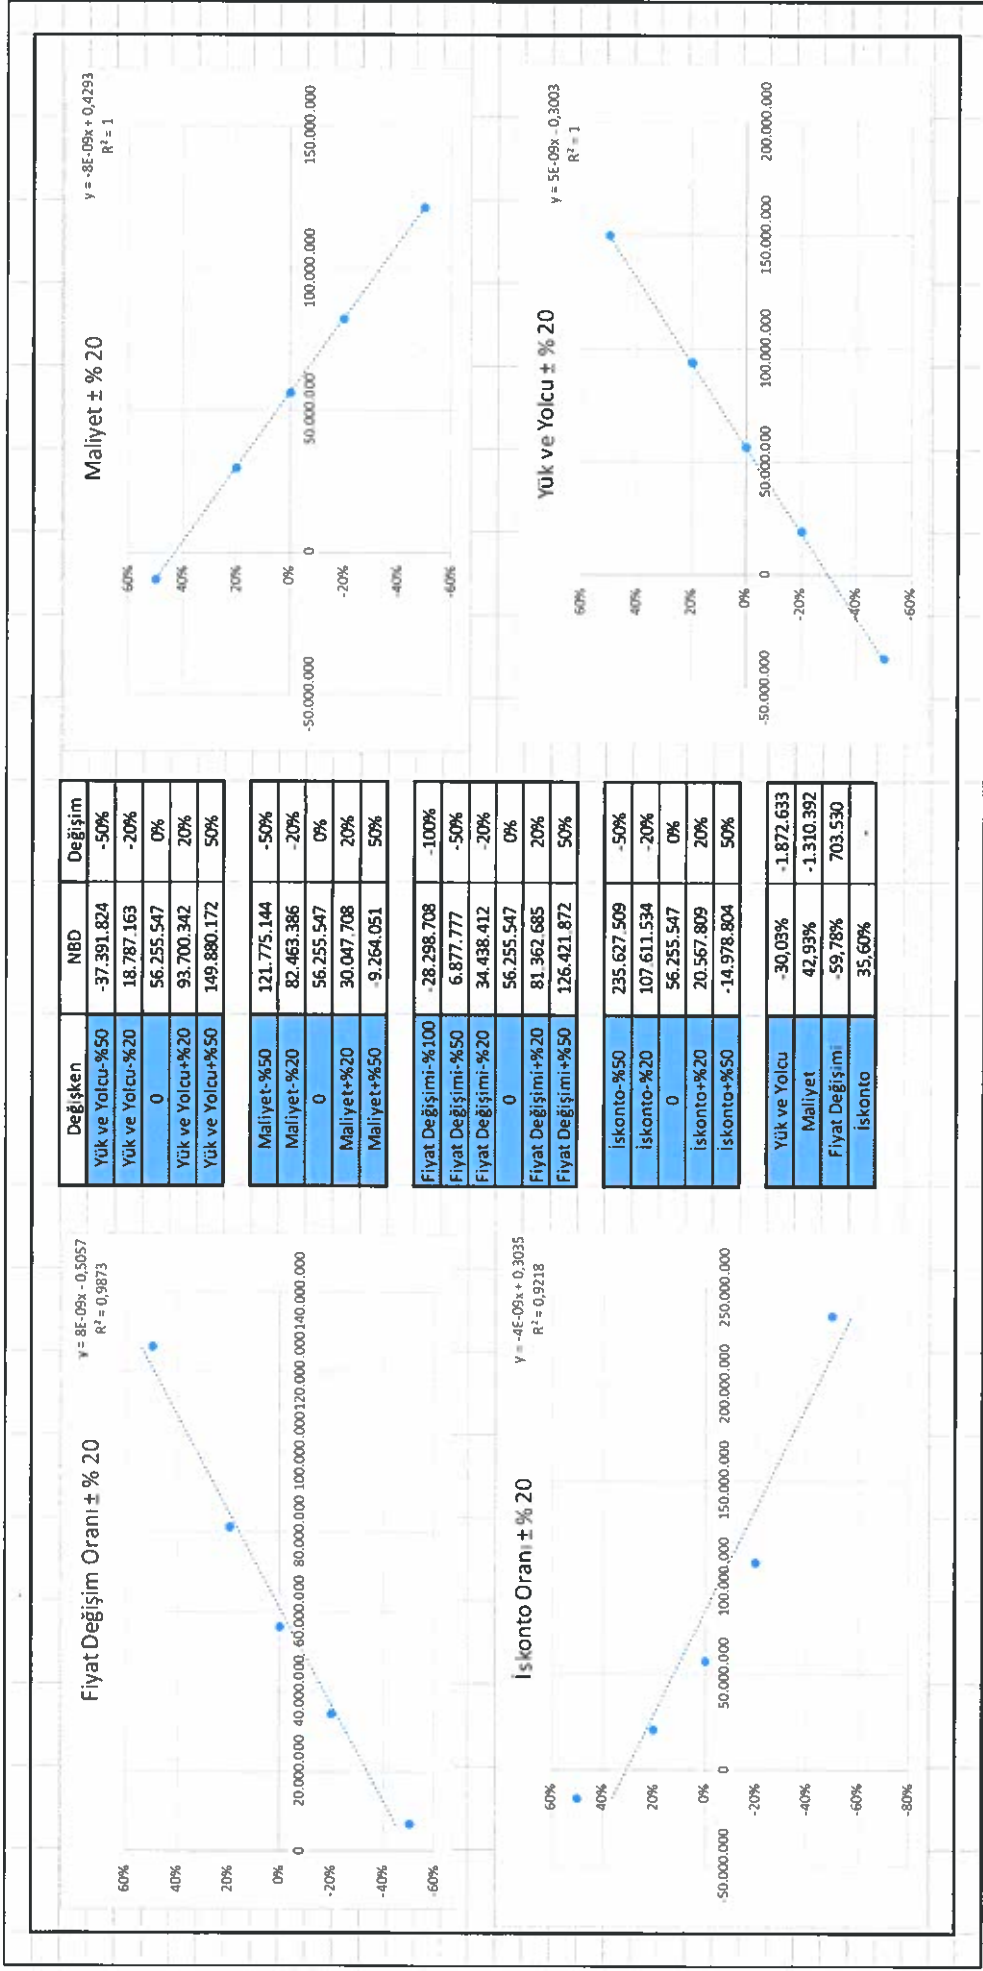 Fiyat Değişim Oranı ± % 20
y = 8E-09x - 0,5057
R² = 0,9873
60%
40%
20%
0%
-20%
-40%
-60%
0
20.000.000
40.000.000
60.000.000
80.000.000
100.000.000
120.000.000
140.000.000
İskonto Oranı ± % 20
y = -4E-09x + 0,3035
R² = 0,9218
60%
40%
20%
0%
-20%
-40%
-60%
-80%
-50.000.000
0
50.000.000
100.000.000
150.000.000
200.000.000
250.000.000
Değişken NBD Değişim
Yük ve Yolcu-%50 -37.391.824 -50%
Yük ve Yolcu-%20 18.787.163 -20%
0 56.255.547 0%
Yük ve Yolcu+%20 93.700.342 20%
Yük ve Yolcu+%50 149.880.172 50%
Maliyet-%50 121.775.144 -50%
Maliyet-%20 82.463.386 -20%
0 56.255.547 0%
Maliyet+%20 30.047.708 20%
Maliyet+%50 -9.264.051 50%
Fiyat Değişimi-%100 -28.298.708 -100%
Fiyat Değişimi-%50 6.877.777 -50%
Fiyat Değişimi-%20 34.438.412 -20%
0 56.255.547 0%
Fiyat Değişimi+%20 81.362.685 20%
Fiyat Değişimi+%50 126.421.872 50%
İskonto-%50 235.627.509 -50%
İskonto-%20 107.611.534 -20%
0 56.255.547 0%
İskonto+%20 20.567.809 20%
İskonto+%50 -14.978.804 50%
Yük ve Yolcu -30,03% -1.872.633
Maliyet 42,93% -1.310.392
Fiyat Değişimi -59,78% 703.530
İskonto 35,60% -
Maliyet ± % 20
y = -8E-09x + 0,4293
R² = 1
60%
40%
20%
0%
-20%
-40%
-60%
-50.000.000
0
50.000.000
100.000.000
150.000.000
Yük ve Yolcu ± % 20
y = 5E-09x - 0,3003
R² = 1
60%
40%
20%
0%
-20%
-40%
-60%
-50.000.000
0
50.000.000
100.000.000
150.000.000
200.000.000